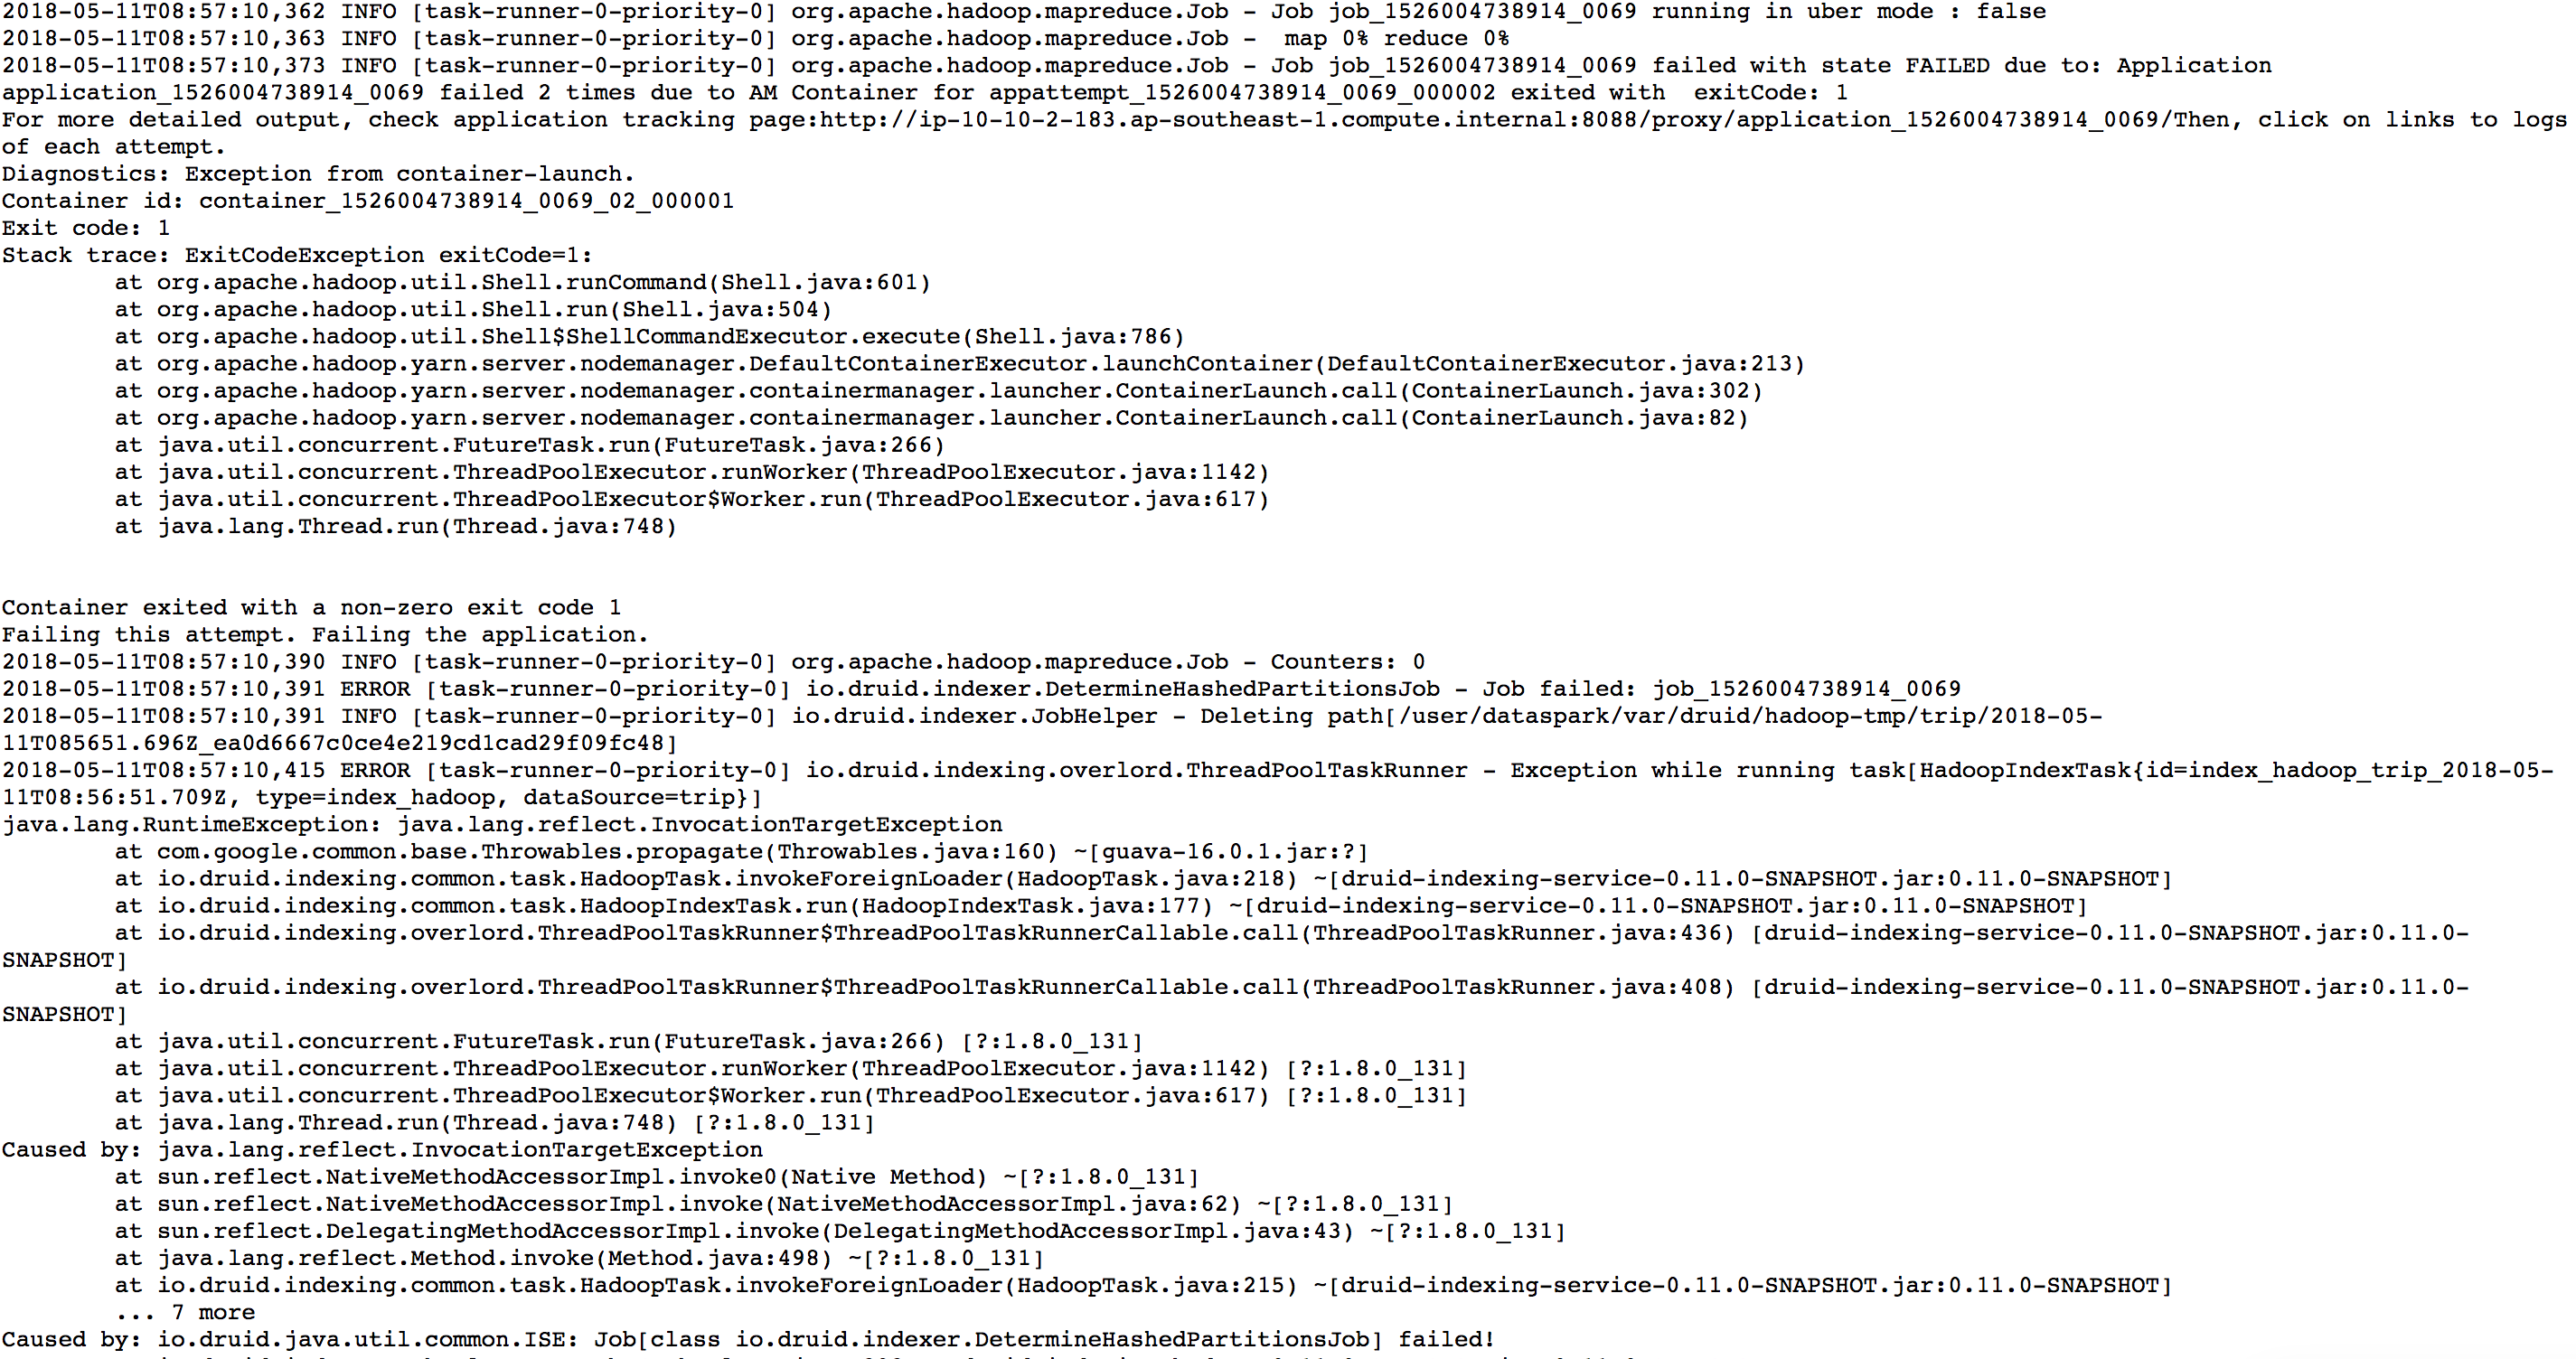 2018-05-11T08:57:10,362 INFO [task-runner-0-priority-0] org.apache.hadoop.mapreduce.Job - Job job_1526004738914_0069 running in uber mode : false
2018-05-11T08:57:10,363 INFO [task-runner-0-priority-0] org.apache.hadoop.mapreduce.Job -  map 0% reduce 0%
2018-05-11T08:57:10,373 INFO [task-runner-0-priority-0] org.apache.hadoop.mapreduce.Job - Job job_1526004738914_0069 failed with state FAILED due to: Application
application_1526004738914_0069 failed 2 times due to AM Container for appattempt_1526004738914_0069_000002 exited with  exitCode: 1
For more detailed output, check application tracking page:http://ip-10-10-2-183.ap-southeast-1.compute.internal:8088/proxy/application_1526004738914_0069/Then, click on links to logs
of each attempt.
Diagnostics: Exception from container-launch.
Container id: container_1526004738914_0069_02_000001
Exit code: 1
Stack trace: ExitCodeException exitCode=1:
at org.apache.hadoop.util.Shell.runCommand(Shell.java:601)
at org.apache.hadoop.util.Shell.run(Shell.java:504)
at org.apache.hadoop.util.Shell$ShellCommandExecutor.execute(Shell.java:786)
at org.apache.hadoop.yarn.server.nodemanager.DefaultContainerExecutor.launchContainer(DefaultContainerExecutor.java:213)
at org.apache.hadoop.yarn.server.nodemanager.containermanager.launcher.ContainerLaunch.call(ContainerLaunch.java:302)
at org.apache.hadoop.yarn.server.nodemanager.containermanager.launcher.ContainerLaunch.call(ContainerLaunch.java:82)
at java.util.concurrent.FutureTask.run(FutureTask.java:266)
at java.util.concurrent.ThreadPoolExecutor.runWorker(ThreadPoolExecutor.java:1142)
at java.util.concurrent.ThreadPoolExecutor$Worker.run(ThreadPoolExecutor.java:617)
at java.lang.Thread.run(Thread.java:748)
Container exited with a non-zero exit code 1
Failing this attempt. Failing the application.
2018-05-11T08:57:10,390 INFO [task-runner-0-priority-0] org.apache.hadoop.mapreduce.Job - Counters: 0
2018-05-11T08:57:10,391 ERROR [task-runner-0-priority-0] io.druid.indexer.DetermineHashedPartitionsJob - Job failed: job_1526004738914_0069
2018-05-11T08:57:10,391 INFO [task-runner-0-priority-0] io.druid.indexer.JobHelper - Deleting path[/user/dataspark/var/druid/hadoop-tmp/trip/2018-05-
11T085651.696Z_ea0d6667c0ce4e219cd1cad29f09fc48]
2018-05-11T08:57:10,415 ERROR [task-runner-0-priority-0] io.druid.indexing.overlord.ThreadPoolTaskRunner - Exception while running task[HadoopIndexTask{id=index_hadoop_trip_2018-05-
11T08:56:51.709Z, type=index_hadoop, dataSource=trip}]
java.lang.RuntimeException: java.lang.reflect.InvocationTargetException
at com.google.common.base.Throwables.propagate(Throwables.java:160) ~[guava-16.0.1.jar:?]
at io.druid.indexing.common.task.HadoopTask.invokeForeignLoader(HadoopTask.java:218) ~[druid-indexing-service-0.11.0-SNAPSHOT.jar:0.11.0-SNAPSHOT]
at io.druid.indexing.common.task.HadoopIndexTask.run(HadoopIndexTask.java:177) ~[druid-indexing-service-0.11.0-SNAPSHOT.jar:0.11.0-SNAPSHOT]
at io.druid.indexing.overlord.ThreadPoolTaskRunner$ThreadPoolTaskRunnerCallable.call(ThreadPoolTaskRunner.java:436) [druid-indexing-service-0.11.0-SNAPSHOT.jar:0.11.0-
SNAPSHOT]
at io.druid.indexing.overlord.ThreadPoolTaskRunner$ThreadPoolTaskRunnerCallable.call(ThreadPoolTaskRunner.java:408) [druid-indexing-service-0.11.0-SNAPSHOT.jar:0.11.0-
SNAPSHOT]
at java.util.concurrent.FutureTask.run(FutureTask.java:266) [?:1.8.0_131]
at java.util.concurrent.ThreadPoolExecutor.runWorker(ThreadPoolExecutor.java:1142) [?:1.8.0_131]
at java.util.concurrent.ThreadPoolExecutor$Worker.run(ThreadPoolExecutor.java:617) [?:1.8.0_131]
at java.lang.Thread.run(Thread.java:748) [?:1.8.0_131]
Caused by: java.lang.reflect.InvocationTargetException
at sun.reflect.NativeMethodAccessorImpl.invoke0(Native Method) ~[?:1.8.0_131]
at sun.reflect.NativeMethodAccessorImpl.invoke(NativeMethodAccessorImpl.java:62) ~[?:1.8.0_131]
at sun.reflect.DelegatingMethodAccessorImpl.invoke(DelegatingMethodAccessorImpl.java:43) ~[?:1.8.0_131]
at java.lang.reflect.Method.invoke(Method.java:498) ~[?:1.8.0_131]
at io.druid.indexing.common.task.HadoopTask.invokeForeignLoader(HadoopTask.java:215) ~[druid-indexing-service-0.11.0-SNAPSHOT.jar:0.11.0-SNAPSHOT]
... 7 more
Caused by: io.druid.java.util.common.ISE: Job[class io.druid.indexer.DetermineHashedPartitionsJob] failed!